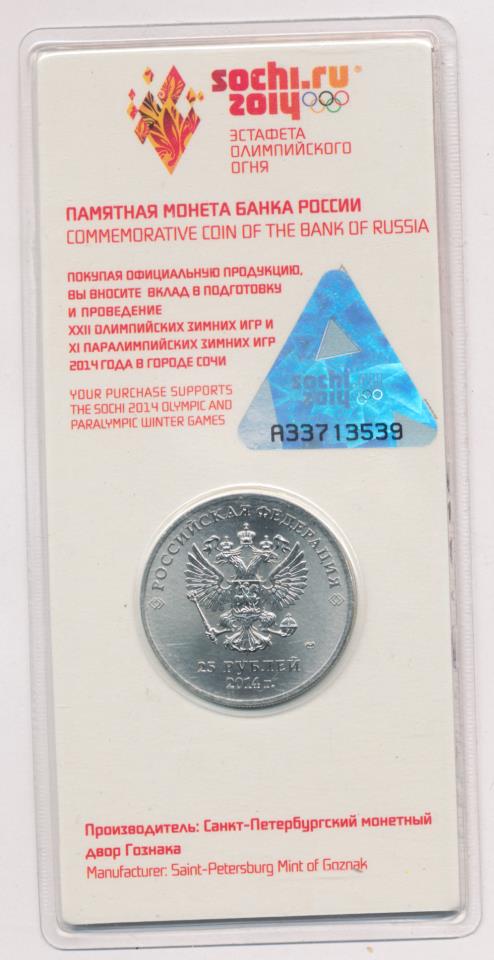 sochi.ru
2014
ЭСТАФЕТА
ОЛИМПИЙСКОГО
ОГНЯ
ПАМЯТНАЯ МОНЕТА БАНКА РОССИИ
COMMEMORATIVE COIN OF THE BANK OF RUSSIA
ПОКУПАЯ ОФИЦИАЛЬНУЮ ПРОДУКЦИЮ,
ВЫ ВНОСИТЕ ВКЛАД В ПОДГОТОВКУ
И ПРОВЕДЕНИЕ
XXII ОЛИМПИЙСКИХ ЗИМНИХ ИГР И
XI ПАРАЛИМПИЙСКИХ ЗИМНИХ ИГР
2014 ГОДА В ГОРОДЕ СОЧИ
YOUR PURCHASE SUPPORTS
THE SOCHI 2014 OLYMPIC AND
PARALYMPIC WINTER GAMES
sochi.ru
2014
A33713539
РОССИЙСКАЯ ФЕДЕРАЦИЯ
25 РУБЛЕЙ
2014 г.
Производитель: Санкт-Петербургский монетный
двор Гознака
Manufacturer: Saint-Petersburg Mint of Goznak